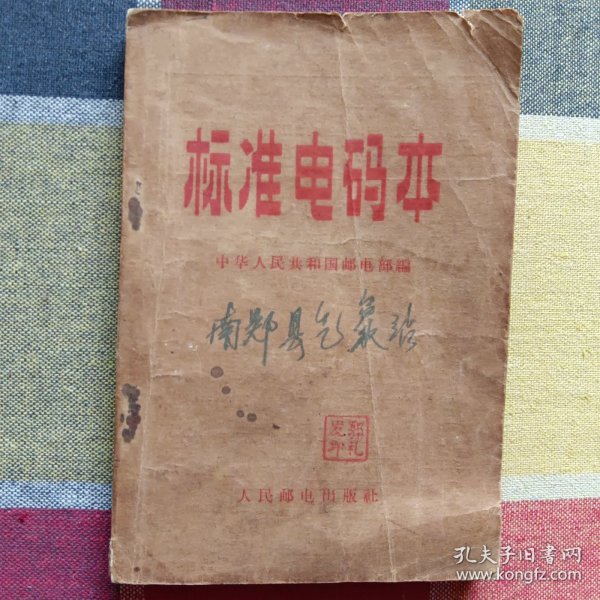 标准电码本
中华人民共和国邮电部編
南郑县气象站
人民邮电出版社
孔夫子旧书网
www.kongfz.com